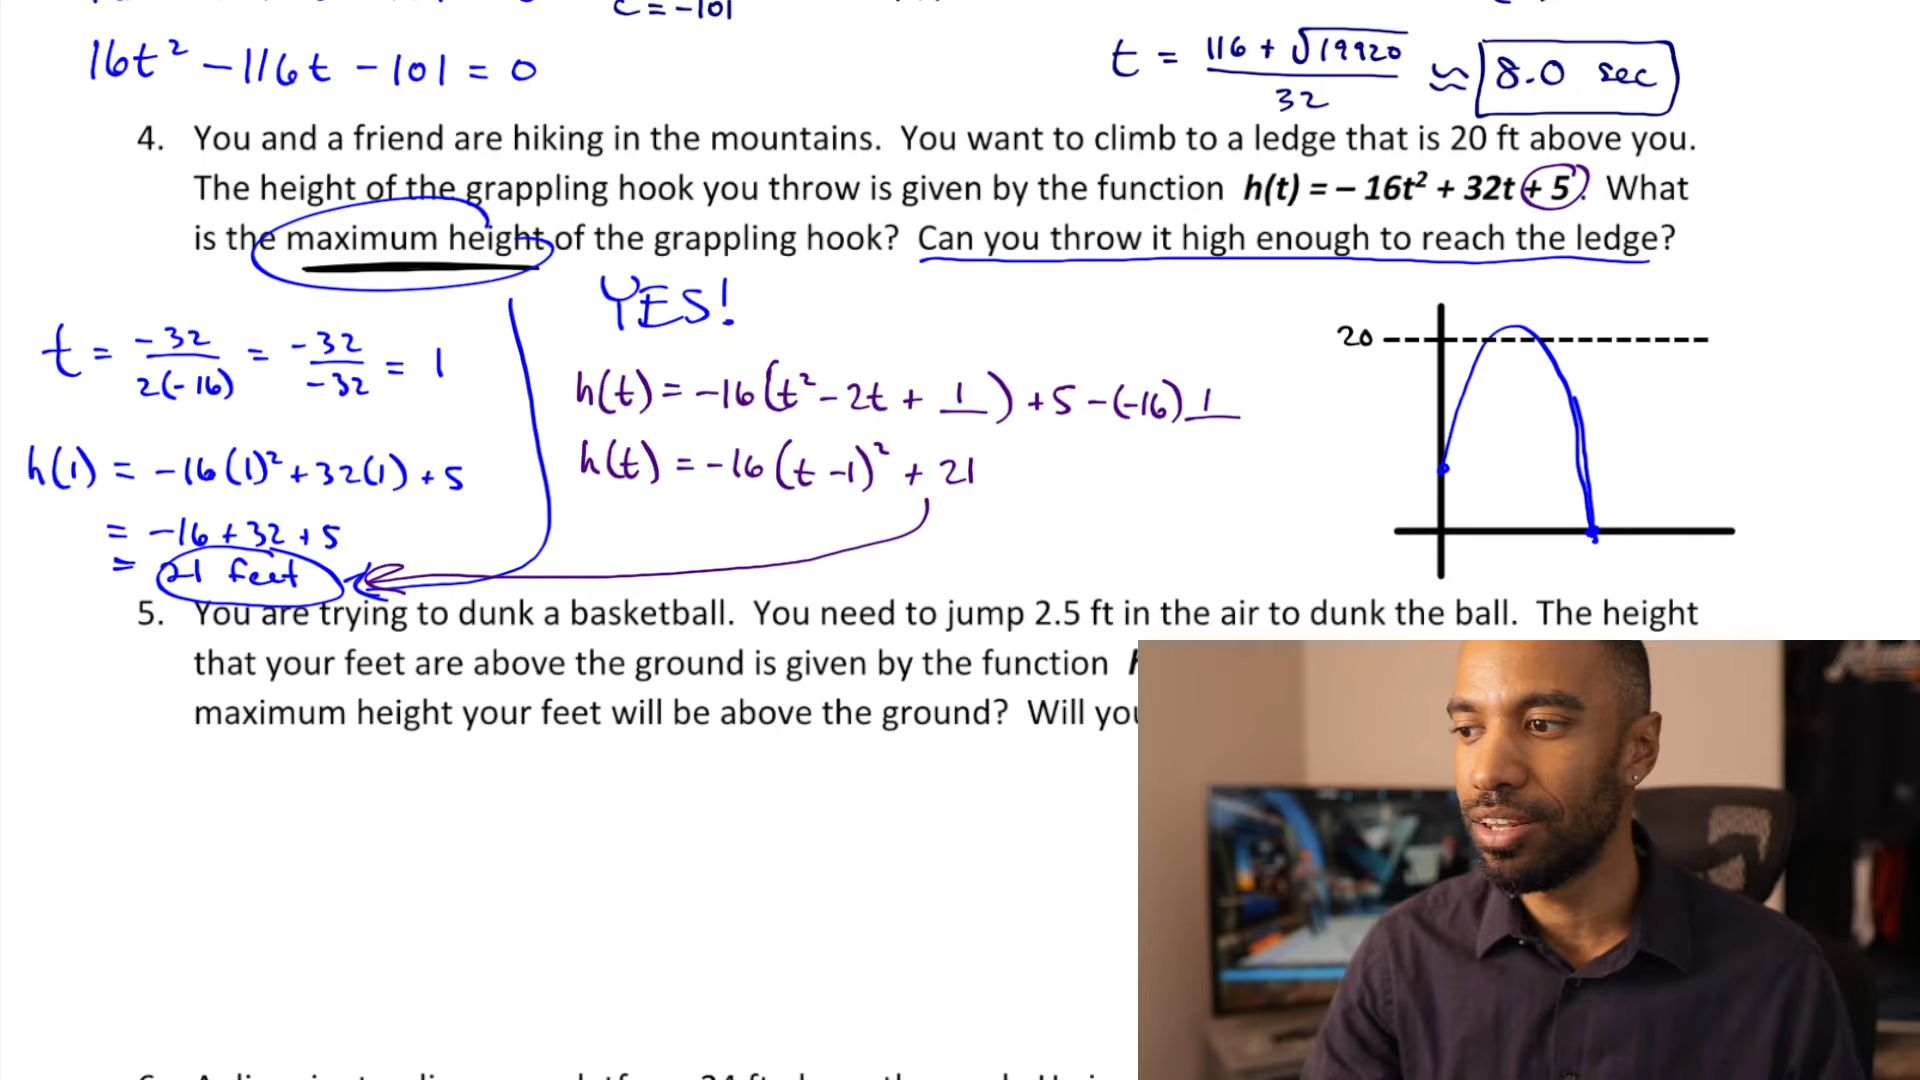 c = -101
16t² - 116t - 101 = 0
t = 116 + √19920 / 32 ≈ 8.0 sec
4. You and a friend are hiking in the mountains. You want to climb to a ledge that is 20 ft above you.
The height of the grappling hook you throw is given by the function h(t) = – 16t² + 32t + 5. What
is the maximum height of the grappling hook? Can you throw it high enough to reach the ledge?
YES!
20
t = -32 / 2(-16) = -32 / -32 = 1
h(t) = -16(t² - 2t + 1) + 5 - (-16) 1
h(t) = -16(t - 1)² + 21
h(1) = -16(1)² + 32(1) + 5
= -16 + 32 + 5
= 21 feet
5. You are trying to dunk a basketball. You need to jump 2.5 ft in the air to dunk the ball. The height
that your feet are above the ground is given by the function
maximum height your feet will be above the ground? Will you